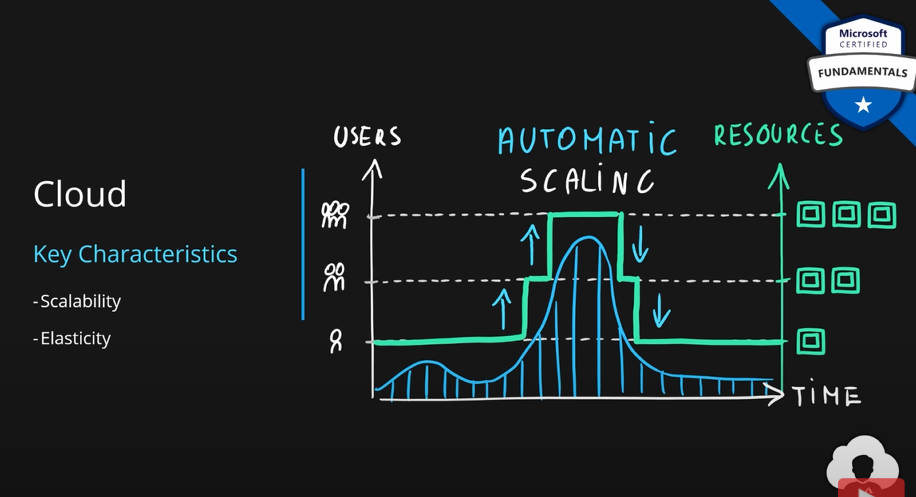 Microsoft
CERTIFIED
FUNDAMENTALS
USERS
AUTOMATIC
SCALING
RESOURCES
Cloud
Key Characteristics
- Scalability
- Elasticity
TIME